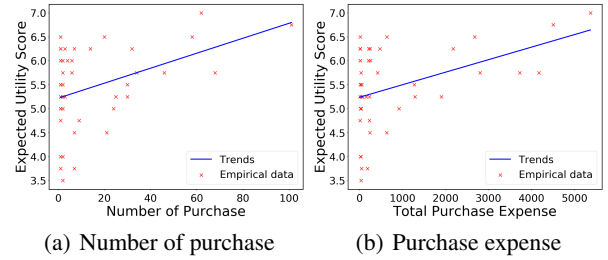 Expected Utility Score
7.0
6.5
6.0
5.5
5.0
4.5
4.0
3.5
Trends
Empirical data
0 20 40 60 80 100
Number of Purchase
(a) Number of purchase
Expected Utility Score
7.0
6.5
6.0
5.5
5.0
4.5
4.0
3.5
Trends
Empirical data
0 1000 2000 3000 4000 5000
Total Purchase Expense
(b) Purchase expense